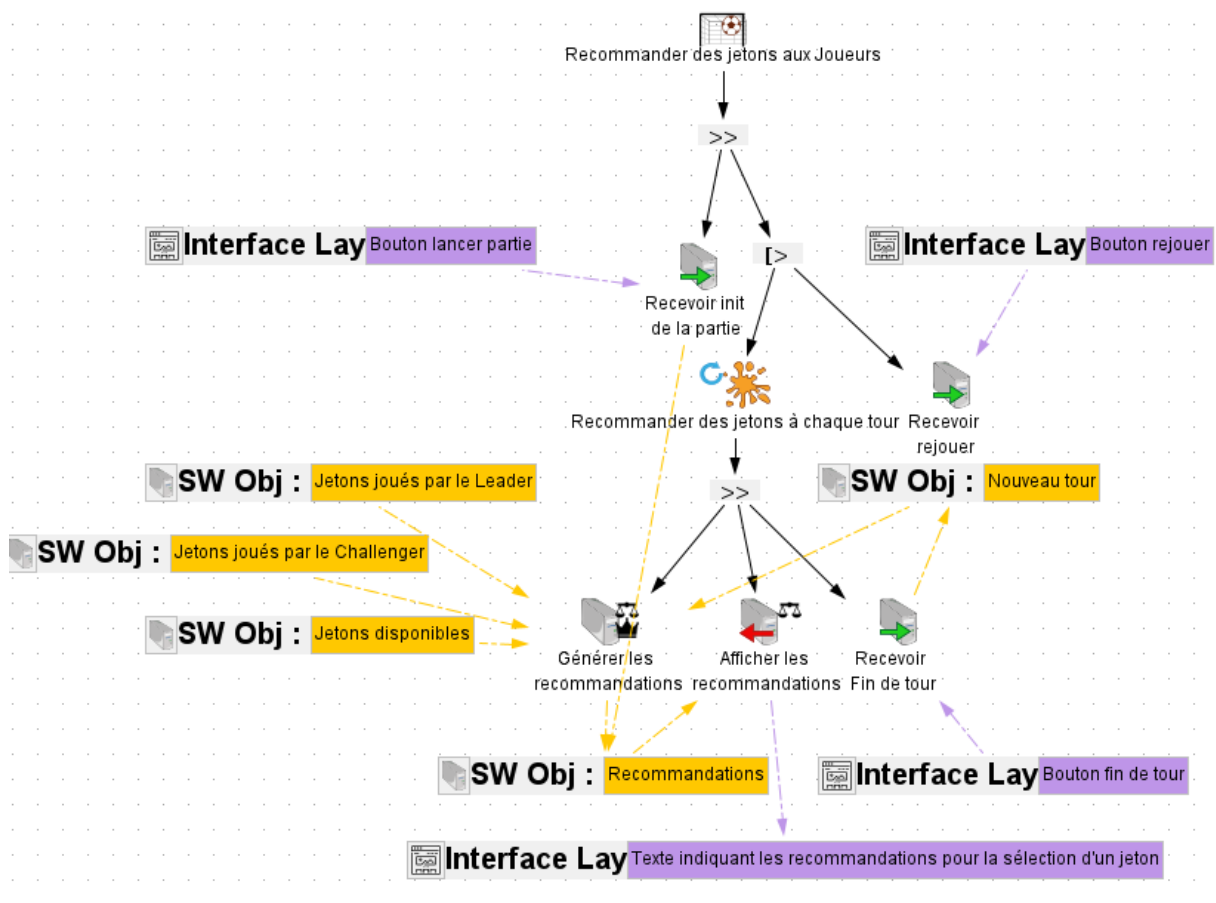 Recommander des jetons aux Joueurs
>>
Interface Lay Bouton lancer partie
[>
Interface Lay Bouton rejouer
Recevoir init
de la partie
Recommander des jetons à chaque tour
Recevoir
rejouer
SW Obj : Jetons joués par le Leader
>>
SW Obj : Nouveau tour
SW Obj : Jetons joués par le Challenger
SW Obj : Jetons disponibles
Générer les
recommandations
Afficher les
recommandations
Recevoir
Fin de tour
SW Obj : Recommandations
Interface Lay Bouton fin de tour
Interface Lay Texte indiquant les recommandations pour la sélection d'un jeton